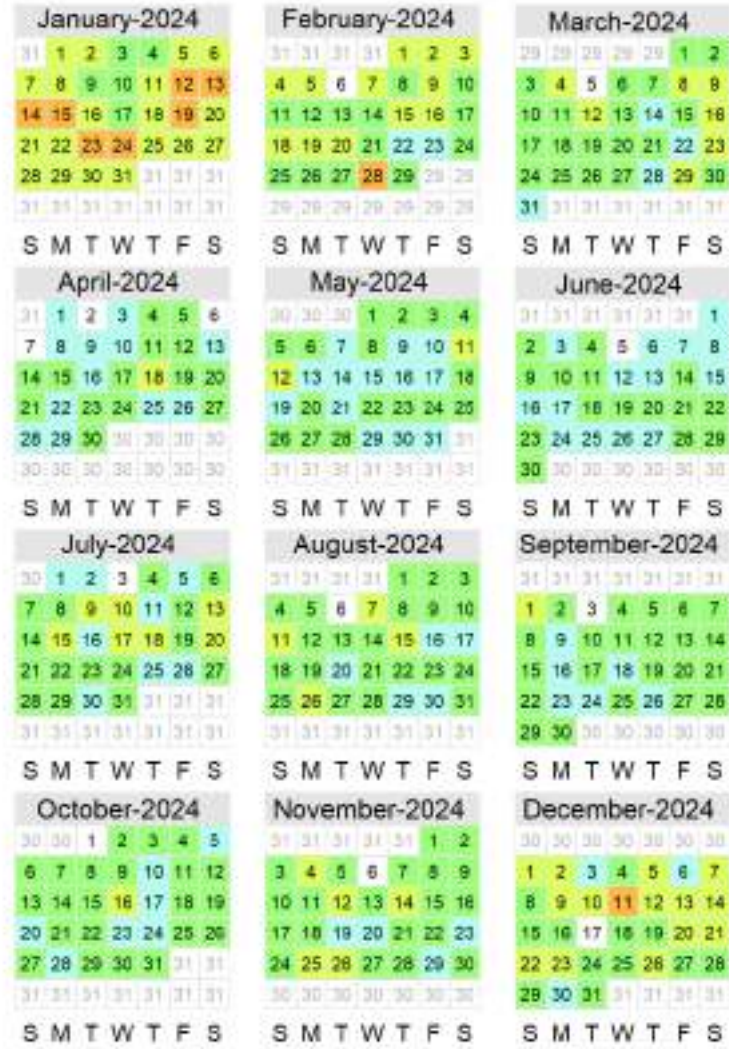 January-2024
31 1 2 3 4 5 6
7 8 9 10 11 12 13
14 15 16 17 18 19 20
21 22 23 24 25 26 27
28 29 30 31 31 31 31
31 31 31 31 31 31 31
S M T W T F S
February-2024
31 31 31 31 1 2 3
4 5 6 7 8 9 10
11 12 13 14 15 16 17
18 19 20 21 22 23 24
25 26 27 28 29 29 29
29 29 29 29 29 29 29
S M T W T F S
March-2024
29 29 29 29 29 1 2
3 4 5 6 7 8 9
10 11 12 13 14 15 16
17 18 19 20 21 22 23
24 25 26 27 28 29 30
31 31 31 31 31 31 31
S M T W T F S
April-2024
31 1 2 3 4 5 6
7 8 9 10 11 12 13
14 15 16 17 18 19 20
21 22 23 24 25 26 27
28 29 30 30 30 30 30
30 30 30 30 30 30 30
S M T W T F S
May-2024
30 30 30 1 2 3 4
5 6 7 8 9 10 11
12 13 14 15 16 17 18
19 20 21 22 23 24 25
26 27 28 29 30 31 31
31 31 31 31 31 31 31
S M T W T F S
June-2024
31 31 31 31 31 31 1
2 3 4 5 6 7 8
9 10 11 12 13 14 15
16 17 18 19 20 21 22
23 24 25 26 27 28 29
30 30 30 30 30 30 30
S M T W T F S
July-2024
30 1 2 3 4 5 6
7 8 9 10 11 12 13
14 15 16 17 18 19 20
21 22 23 24 25 26 27
28 29 30 31 31 31 31
31 31 31 31 31 31 31
S M T W T F S
August-2024
31 31 31 31 1 2 3
4 5 6 7 8 9 10
11 12 13 14 15 16 17
18 19 20 21 22 23 24
25 26 27 28 29 30 31
31 31 31 31 31 31 31
S M T W T F S
September-2024
31 31 31 31 31 31 31
1 2 3 4 5 6 7
8 9 10 11 12 13 14
15 16 17 18 19 20 21
22 23 24 25 26 27 28
29 30 30 30 30 30 30
S M T W T F S
October-2024
30 30 1 2 3 4 5
6 7 8 9 10 11 12
13 14 15 16 17 18 19
20 21 22 23 24 25 26
27 28 29 30 31 31 31
31 31 31 31 31 31 31
S M T W T F S
November-2024
31 31 31 31 31 1 2
3 4 5 6 7 8 9
10 11 12 13 14 15 16
17 18 19 20 21 22 23
24 25 26 27 28 29 30
30 30 30 30 30 30 30
S M T W T F S
December-2024
30 30 30 30 30 30 30
1 2 3 4 5 6 7
8 9 10 11 12 13 14
15 16 17 18 19 20 21
22 23 24 25 26 27 28
29 30 31 31 31 31 31
S M T W T F S